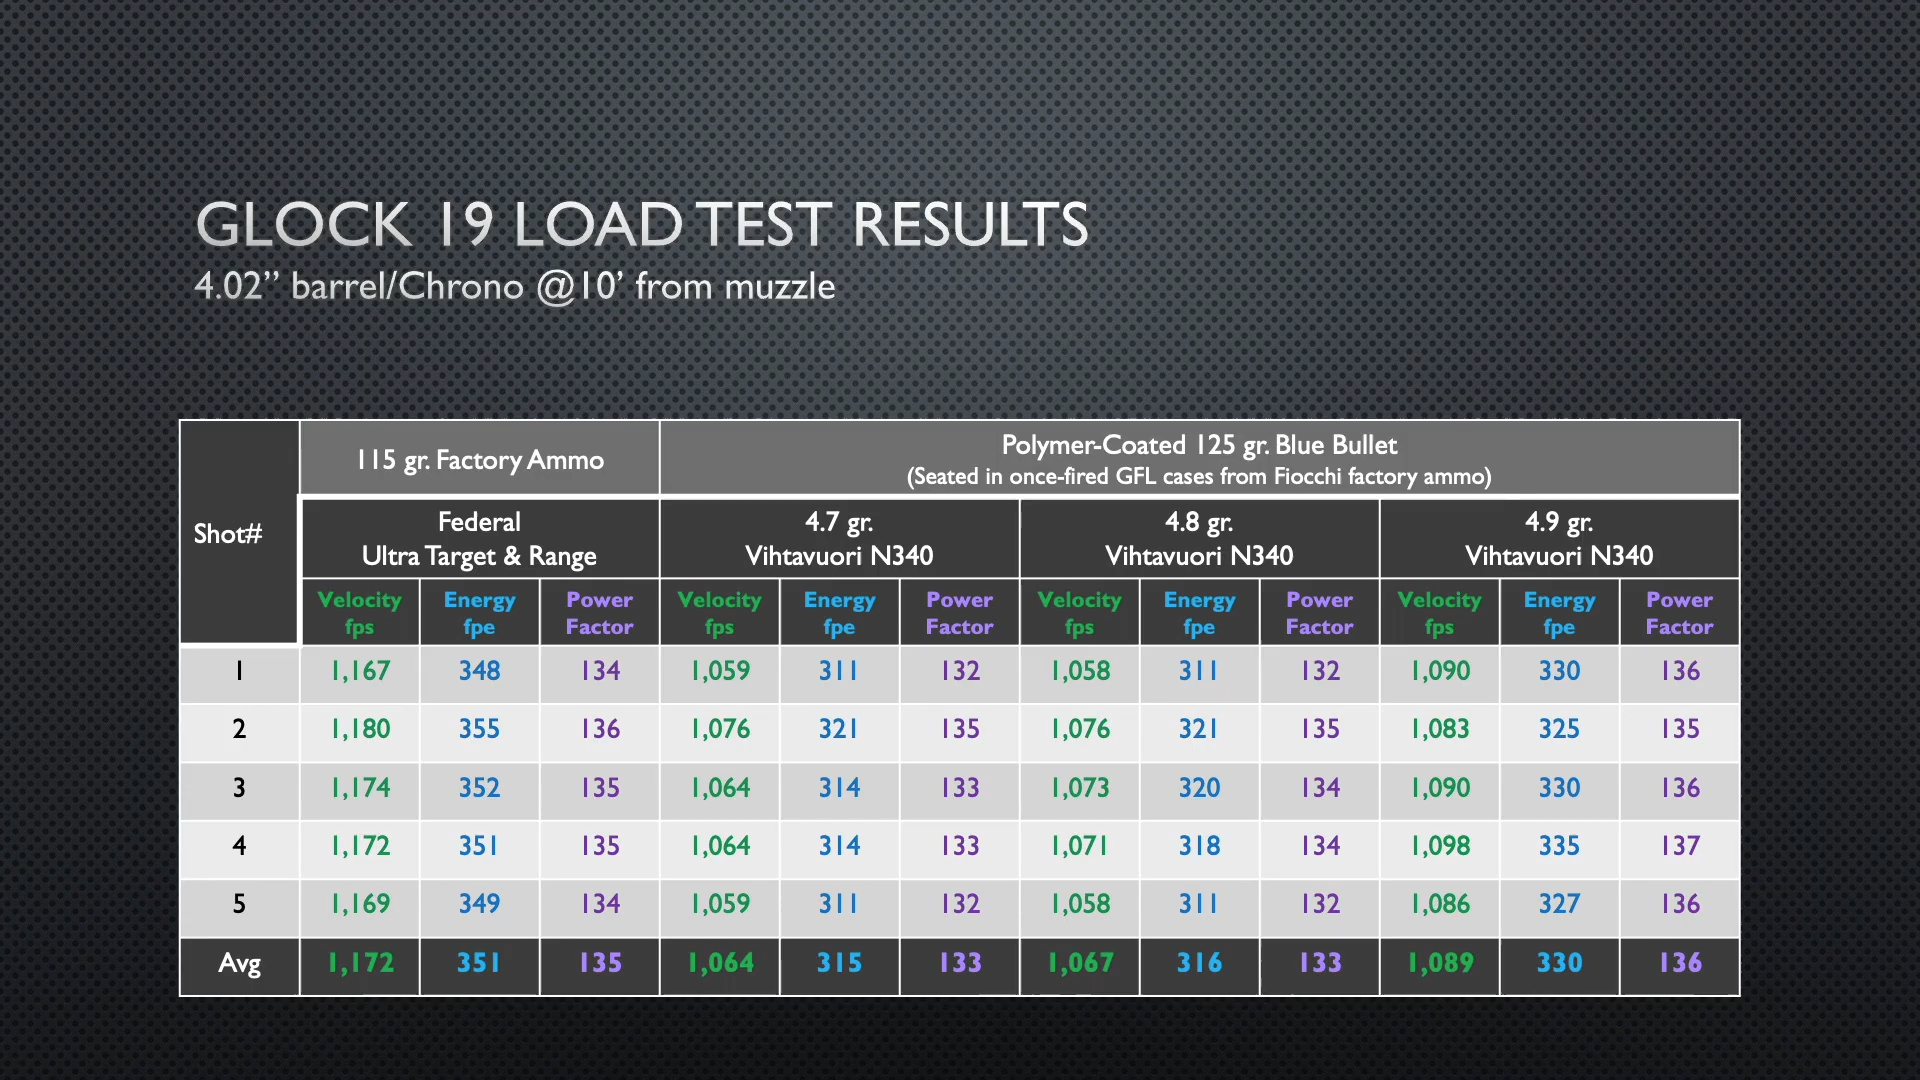 GLOCK 19 LOAD TEST RESULTS
4.02” barrel/Chrono @10’ from muzzle
Shot#
115 gr. Factory Ammo
Polymer-Coated 125 gr. Blue Bullet
(Seated in once-fired GFL cases from Fiocchi factory ammo)
Federal
Ultra Target & Range
4.7 gr.
Vihtavuori N340
4.8 gr.
Vihtavuori N340
4.9 gr.
Vihtavuori N340
Velocity fps Energy fpe Power Factor Velocity fps Energy fpe Power Factor Velocity fps Energy fpe Power Factor Velocity fps Energy fpe Power Factor
1 1,167 348 134 1,059 311 132 1,058 311 132 1,090 330 136
2 1,180 355 136 1,076 321 135 1,076 321 135 1,083 325 135
3 1,174 352 135 1,064 314 133 1,073 320 134 1,090 330 136
4 1,172 351 135 1,064 314 133 1,071 318 134 1,098 335 137
5 1,169 349 134 1,059 311 132 1,058 311 132 1,086 327 136
Avg 1,172 351 135 1,064 315 133 1,067 316 133 1,089 330 136